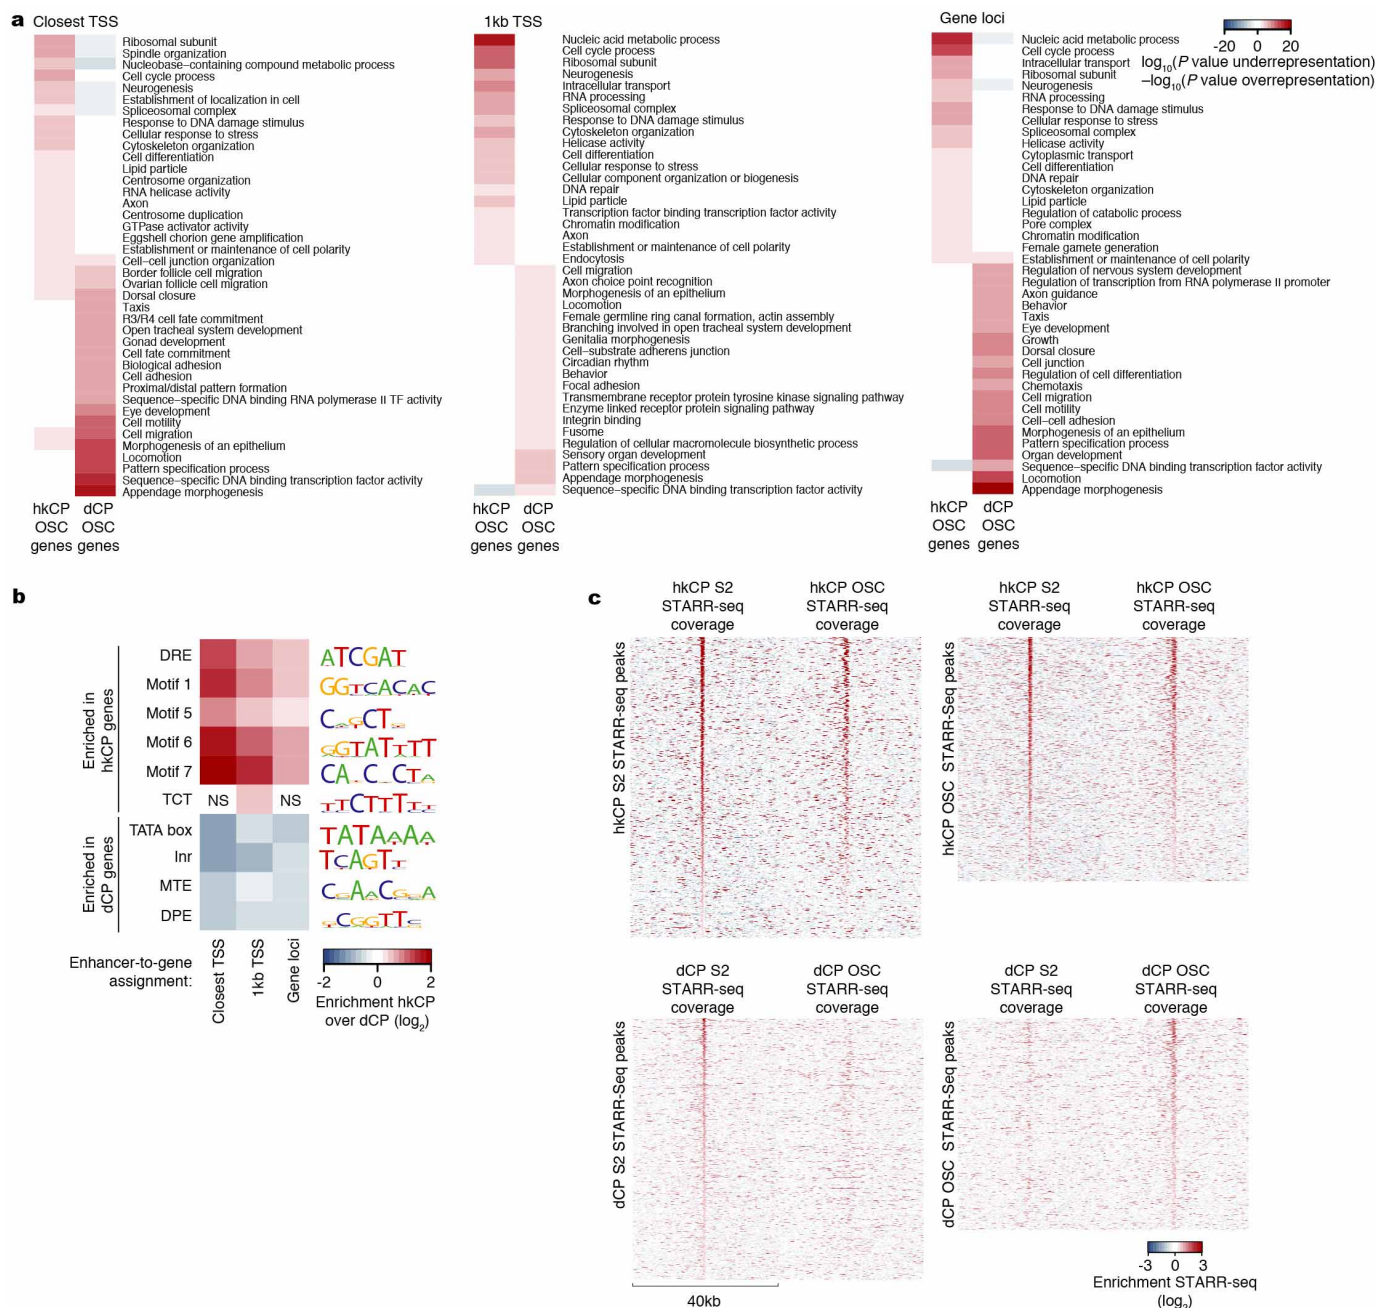 a
Closest TSS
Ribosomal subunit
Spindle organization
Nucleobase−containing compound metabolic process
Cell cycle process
Neurogenesis
Establishment of localization in cell
Spliceosomal complex
Response to DNA damage stimulus
Cellular response to stress
Cytoskeleton organization
Cell differentiation
Lipid particle
Centrosome organization
RNA helicase activity
Axon
Centrosome duplication
GTPase activator activity
Eggshell chorion gene amplification
Establishment or maintenance of cell polarity
Cell−cell junction organization
Border follicle cell migration
Ovarian follicle cell migration
Dorsal closure
Taxis
R3/R4 cell fate commitment
Open tracheal system development
Gonad development
Cell fate commitment
Biological adhesion
Cell adhesion
Proximal/distal pattern formation
Sequence−specific DNA binding RNA polymerase II TF activity
Eye development
Cell motility
Cell migration
Morphogenesis of an epithelium
Locomotion
Pattern specification process
Sequence−specific DNA binding transcription factor activity
Appendage morphogenesis
hkCP dCP
OSC OSC
genes genes
1kb TSS
Nucleic acid metabolic process
Cell cycle process
Ribosomal subunit
Neurogenesis
Intracellular transport
RNA processing
Spliceosomal complex
Response to DNA damage stimulus
Cytoskeleton organization
Helicase activity
Cell differentiation
Cellular response to stress
Cellular component organization or biogenesis
DNA repair
Lipid particle
Transcription factor binding transcription factor activity
Chromatin modification
Axon
Establishment or maintenance of cell polarity
Endocytosis
Cell migration
Axon choice point recognition
Morphogenesis of an epithelium
Locomotion
Female germline ring canal formation, actin assembly
Branching involved in open tracheal system development
Genitalia morphogenesis
Cell−substrate adherens junction
Circadian rhythm
Behavior
Focal adhesion
Transmembrane receptor protein tyrosine kinase signaling pathway
Enzyme linked receptor protein signaling pathway
Integrin binding
Fusome
Regulation of cellular macromolecule biosynthetic process
Sensory organ development
Pattern specification process
Appendage morphogenesis
Sequence−specific DNA binding transcription factor activity
hkCP dCP
OSC OSC
genes genes
Gene loci
Nucleic acid metabolic process
Cell cycle process
Intracellular transport
Ribosomal subunit
Neurogenesis
RNA processing
Response to DNA damage stimulus
Cellular response to stress
Spliceosomal complex
Helicase activity
Cytoplasmic transport
Cell differentiation
DNA repair
Cytoskeleton organization
Lipid particle
Regulation of catabolic process
Pore complex
Chromatin modification
Female gamete generation
Establishment or maintenance of cell polarity
Regulation of nervous system development
Regulation of transcription from RNA polymerase II promoter
Axon guidance
Behavior
Taxis
Eye development
Growth
Dorsal closure
Cell junction
Regulation of cell differentiation
Chemotaxis
Cell migration
Cell motility
Cell−cell adhesion
Morphogenesis of an epithelium
Pattern specification process
Organ development
Sequence−specific DNA binding transcription factor activity
Locomotion
Appendage morphogenesis
hkCP dCP
OSC OSC
genes genes
-20 0 20
log10(P value underrepresentation)
−log10(P value overrepresentation)
b
Enriched in
hkCP genes
DRE ATCGAT
Motif 1 GGTCACAC
Motif 5 CAGCTG
Motif 6 GGTATTTT
Motif 7 CA C CTA
TCT NS NS TTCTTT
Enriched in
dCP genes
TATA box TATAAAA
Inr TCAGT
MTE CGAACGGA
DPE CGGTT
Enhancer-to-gene
assignment:
Closest TSS
1kb TSS
Gene loci
-2 0 2
Enrichment hkCP
over dCP (log2)
c
hkCP S2
STARR-seq
coverage
hkCP OSC
STARR-seq
coverage
hkCP S2 STARR-seq peaks
hkCP S2
STARR-seq
coverage
hkCP OSC
STARR-seq
coverage
hkCP OSC STARR-Seq peaks
dCP S2
STARR-seq
coverage
dCP OSC
STARR-seq
coverage
dCP S2 STARR-Seq peaks
dCP S2
STARR-seq
coverage
dCP OSC
STARR-seq
coverage
dCP OSC STARR-Seq peaks
40kb
-3 0 3
Enrichment STARR-seq
(log2)